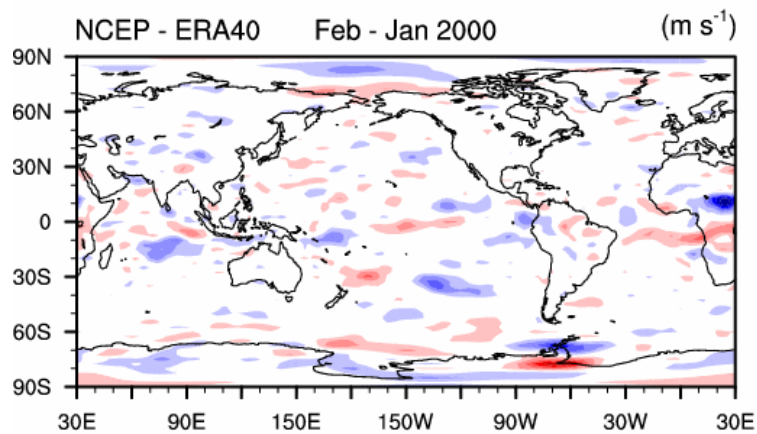 NCEP - ERA40 Feb - Jan 2000 (m s-1)
90N
60N
30N
0
30S
60S
90S
30E 90E 150E 150W 90W 30W 30E